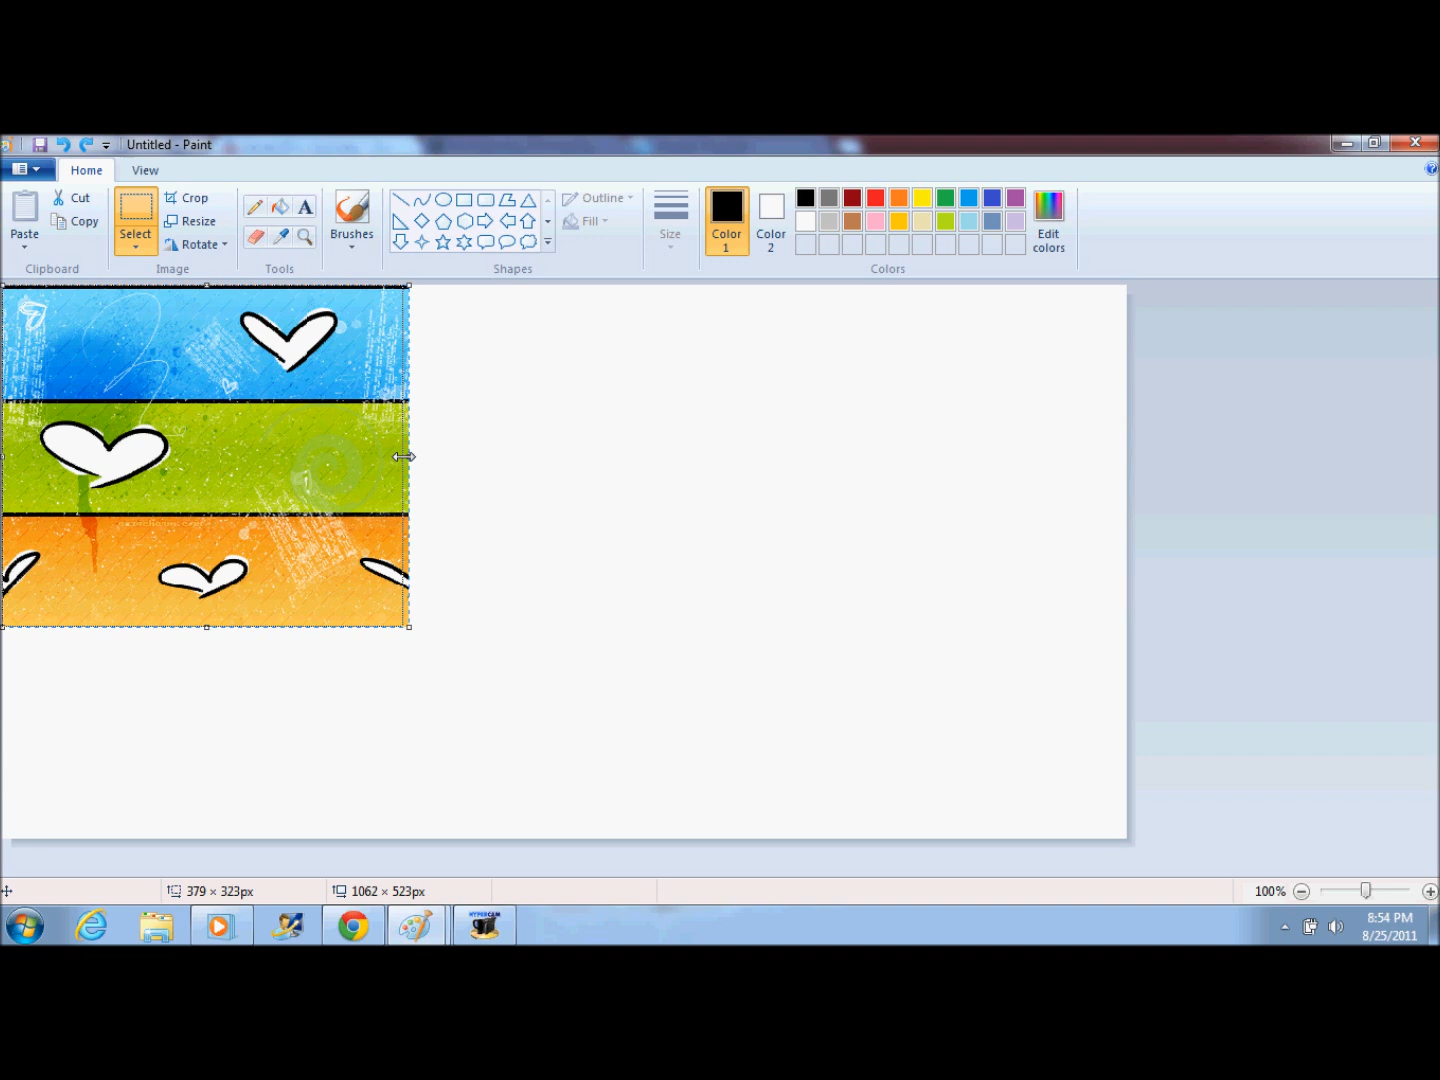 Untitled - Paint
Home
View
Paste
Cut
Copy
Clipboard
Select
Crop
Resize
Rotate
Image
A
Tools
Brushes
Outline
Fill
Shapes
Size
Color
1
Color
2
Edit
colors
Colors
379 × 323px
1062 × 523px
100%
HYPERCAM
8:54 PM
8/25/2011